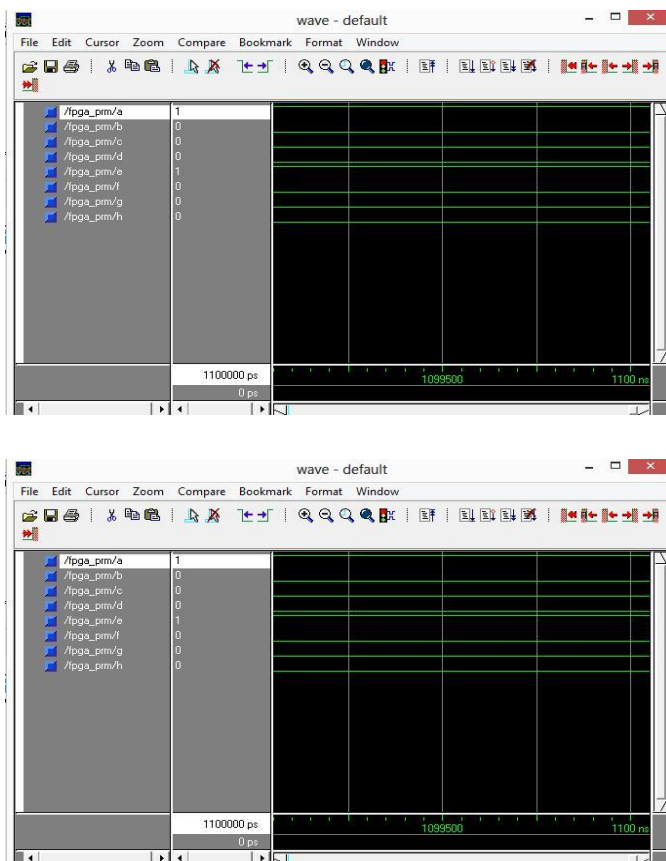 wave - default
File Edit Cursor Zoom Compare Bookmark Format Window
/fpga_prm/a 1
/fpga_prm/b 0
/fpga_prm/c 0
/fpga_prm/d 0
/fpga_prm/e 1
/fpga_prm/f 0
/fpga_prm/g 0
/fpga_prm/h 0
1100000 ps 1099500 1100 ns
0 ps
wave - default
File Edit Cursor Zoom Compare Bookmark Format Window
/fpga_prm/a 1
/fpga_prm/b 0
/fpga_prm/c 0
/fpga_prm/d 0
/fpga_prm/e 1
/fpga_prm/f 0
/fpga_prm/g 0
/fpga_prm/h 0
1100000 ps 1099500 1100 ns
0 ps